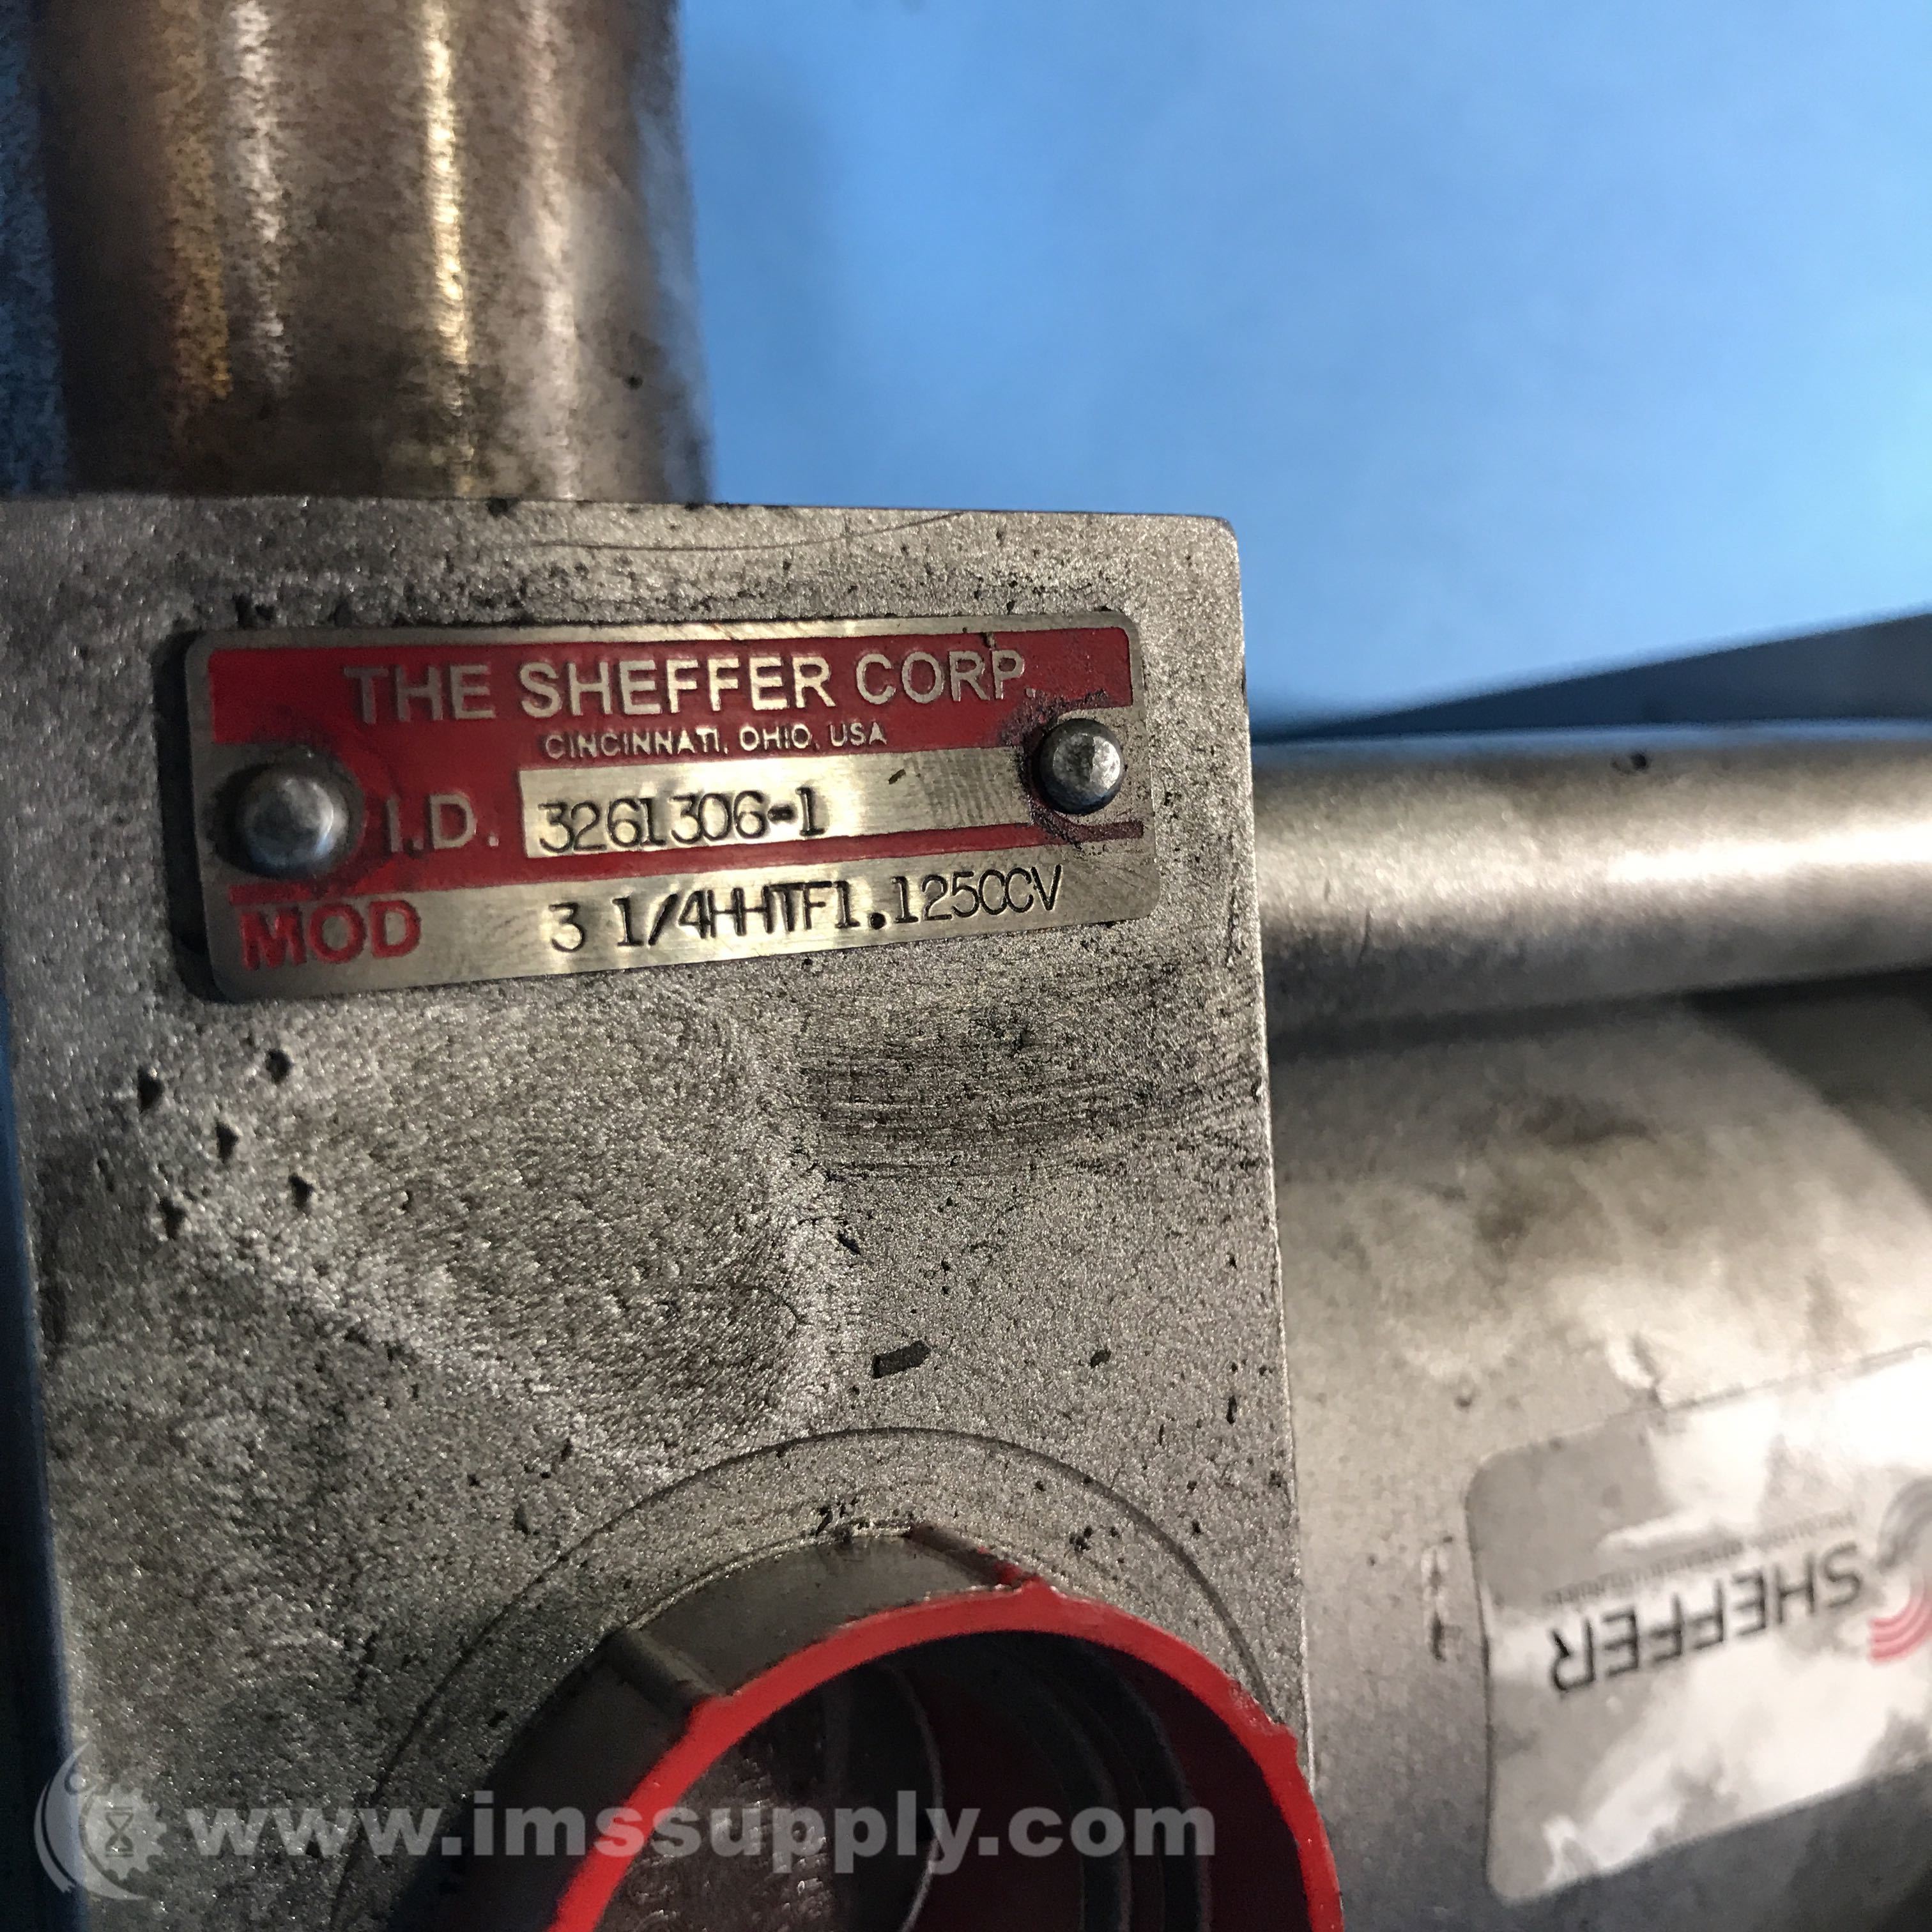 THE SHEFFER CORP.
CINCINNATI, OHIO, USA
I.D. 3261306-1
MOD 3 1/4HHTF1.125CCV
SHEFFER
www.imssupply.com